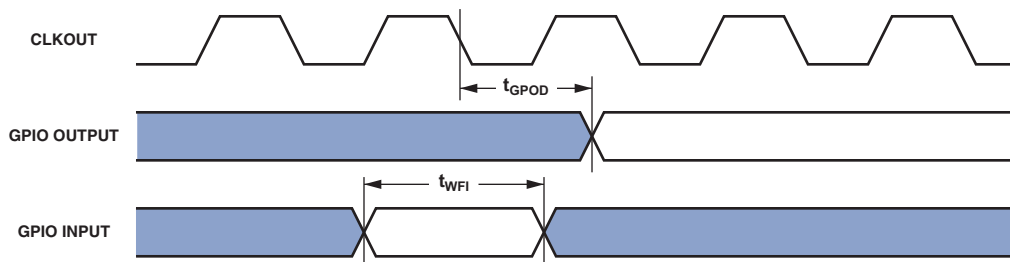 CLKOUT
tGPOD
GPIO OUTPUT
tWFI
GPIO INPUT